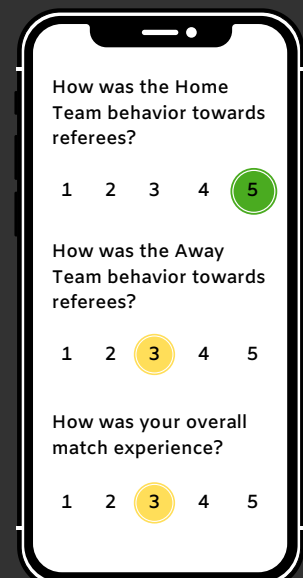 How was the Home
Team behavior towards
referees?
1 2 3 4 5
How was the Away
Team behavior towards
referees?
1 2 3 4 5
How was your overall
match experience?
1 2 3 4 5